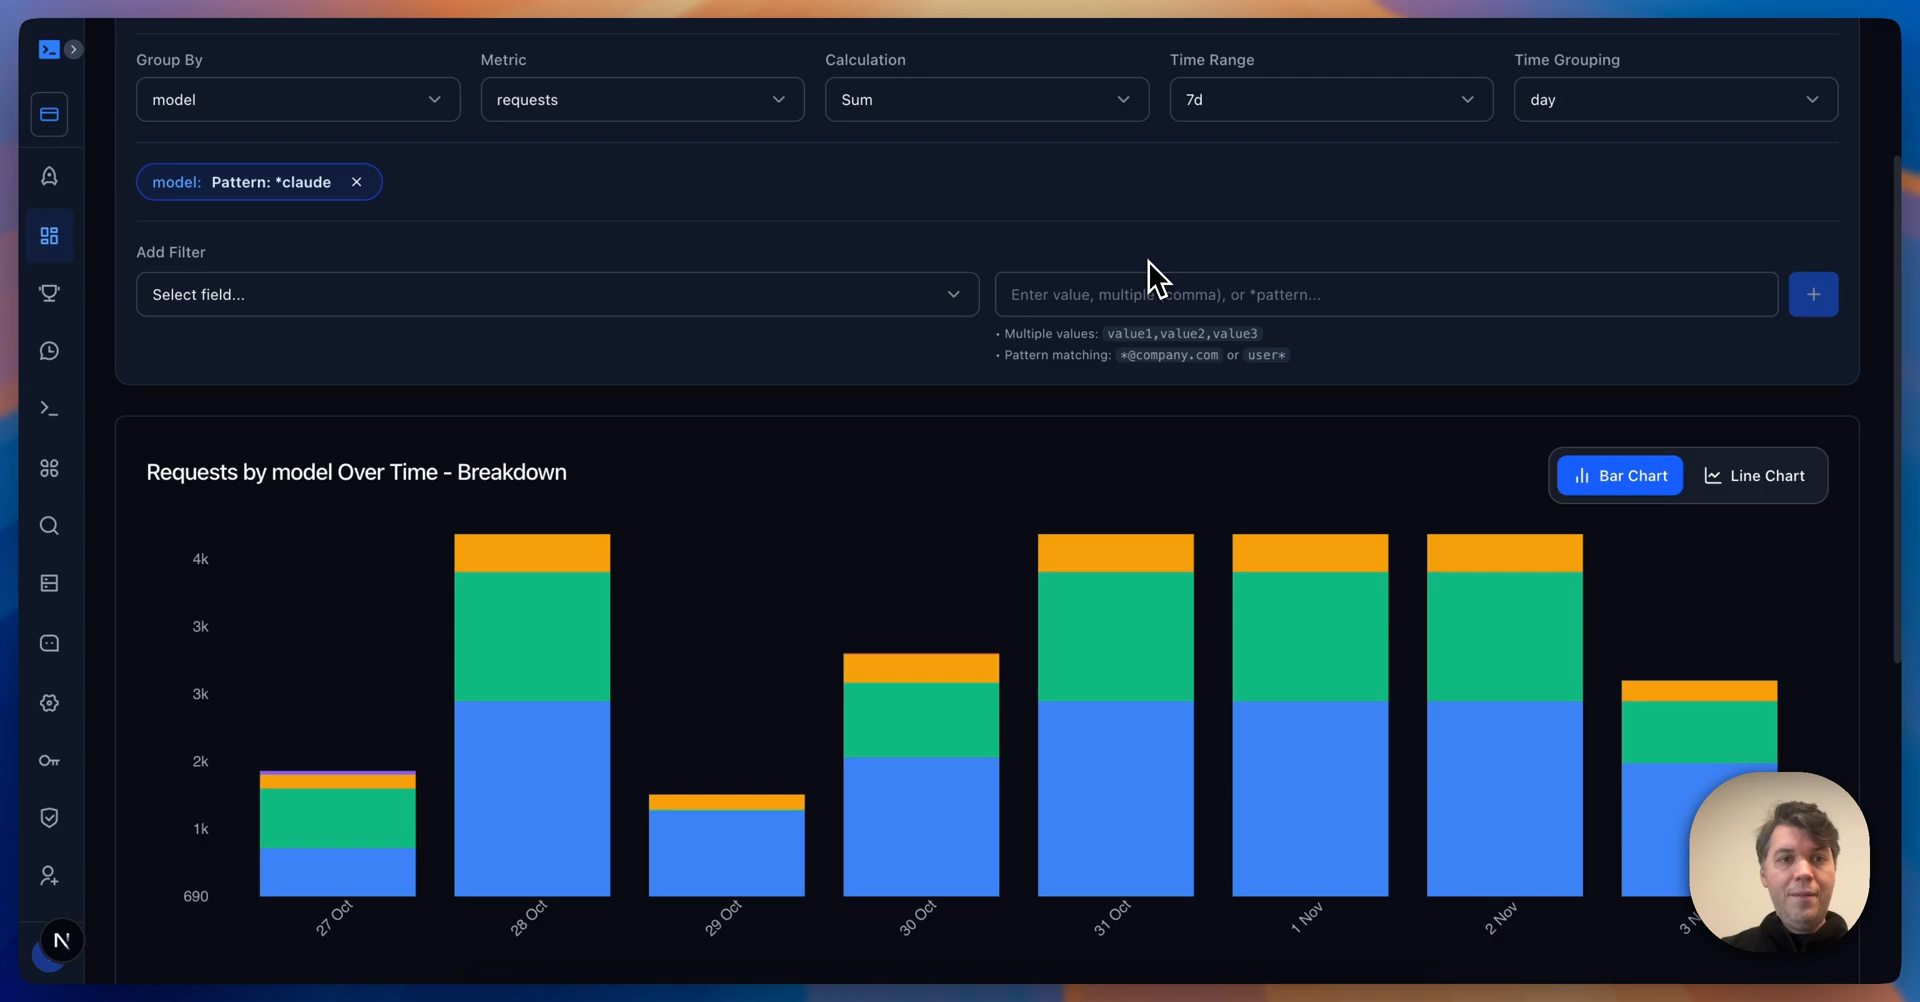 Group By
Metric
Calculation
Time Range
Time Grouping
model
requests
Sum
7d
day
model: Pattern: *claude
Add Filter
Select field...
Enter value, multiple (comma), or *pattern...
+
• Multiple values: value1,value2,value3
• Pattern matching: *@company.com or user*
Requests by model Over Time - Breakdown
Bar Chart
Line Chart
4k
3k
3k
2k
1k
690
27 Oct
28 Oct
29 Oct
30 Oct
31 Oct
1 Nov
2 Nov
3 N
N